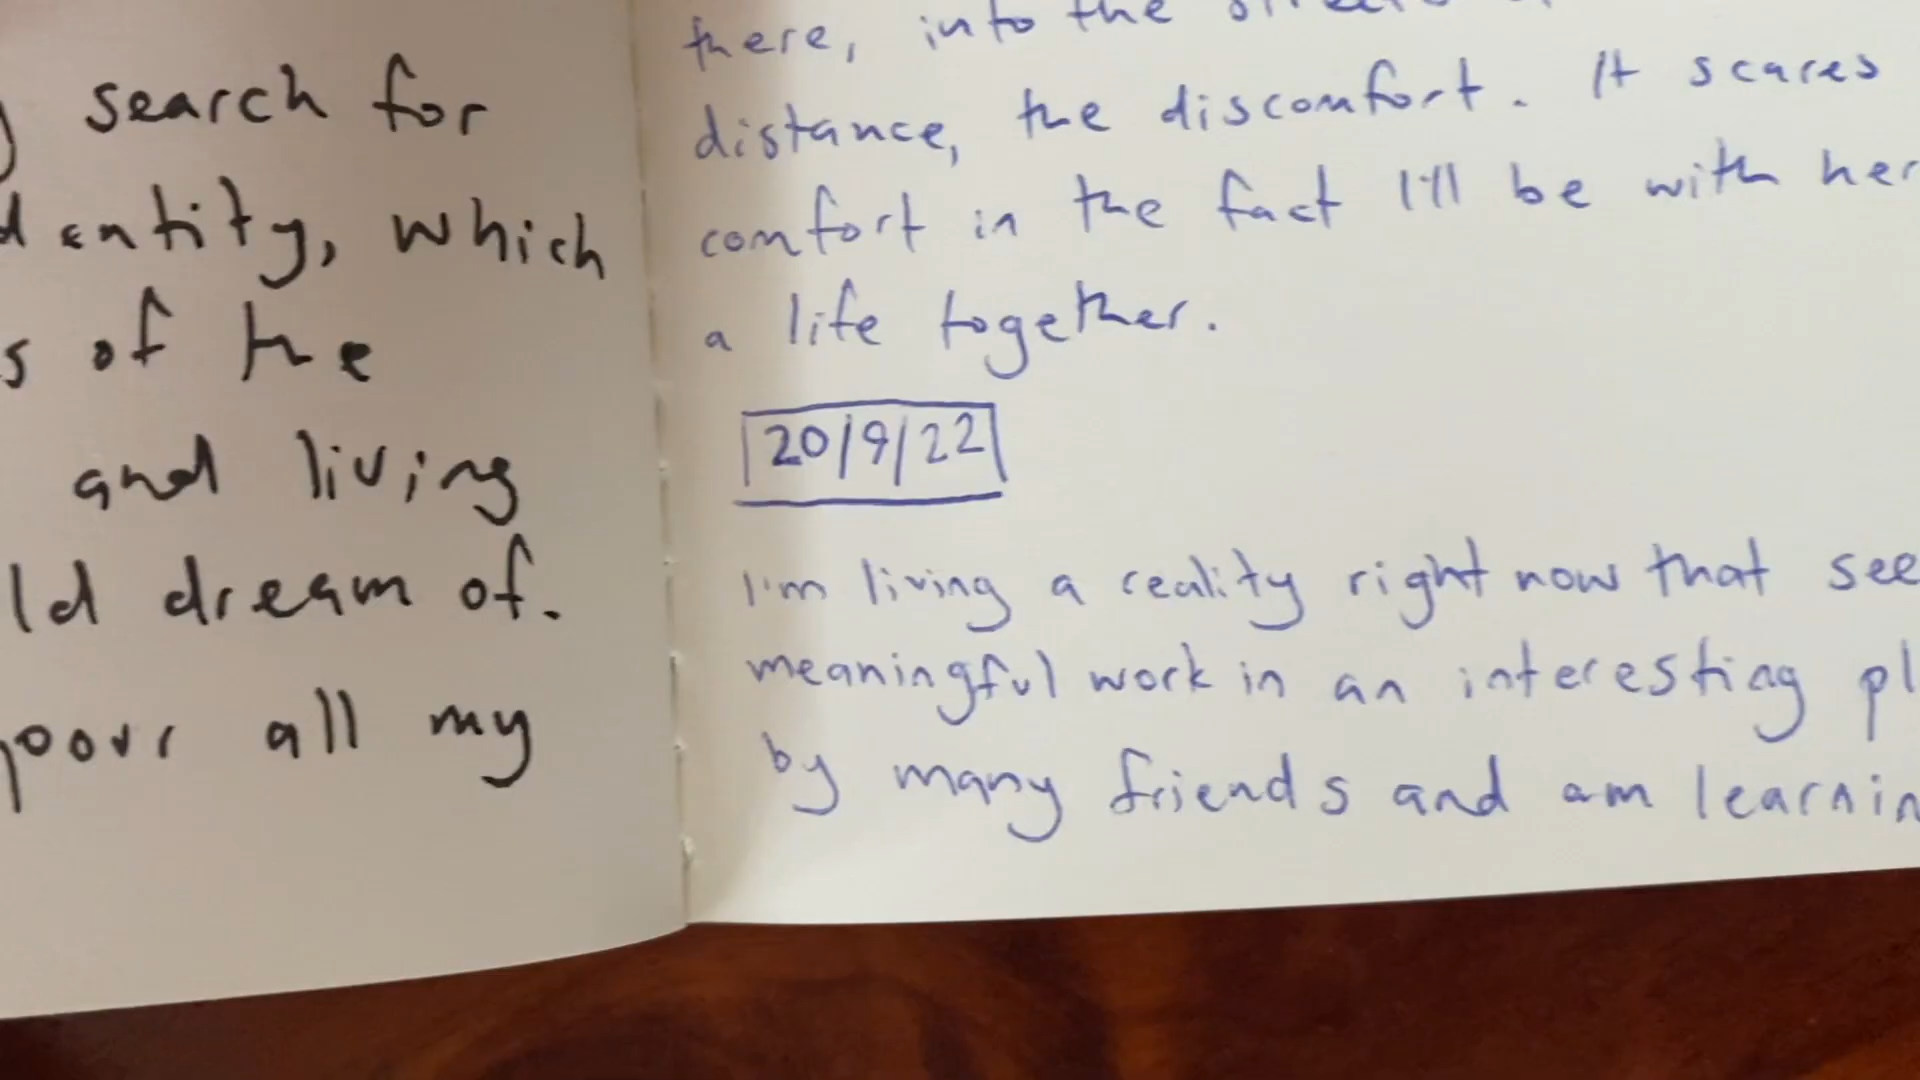 search for
entity, which
s of the
and living
ld dream of.
pour all my
there, into the
distance, the discomfort. It scares
comfort in the fact I'll be with her
a life together.
20/9/22
I'm living a reality right now that see
meaningful work in an interesting pl
by many friends and am learnin